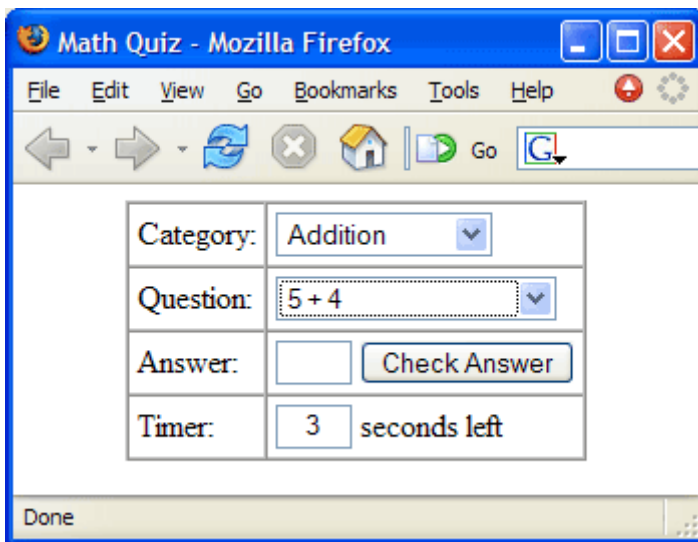 Math Quiz - Mozilla Firefox
File Edit View Go Bookmarks Tools Help
Go G
Category: Addition
Question: 5 + 4
Answer: Check Answer
Timer: 3 seconds left
Done